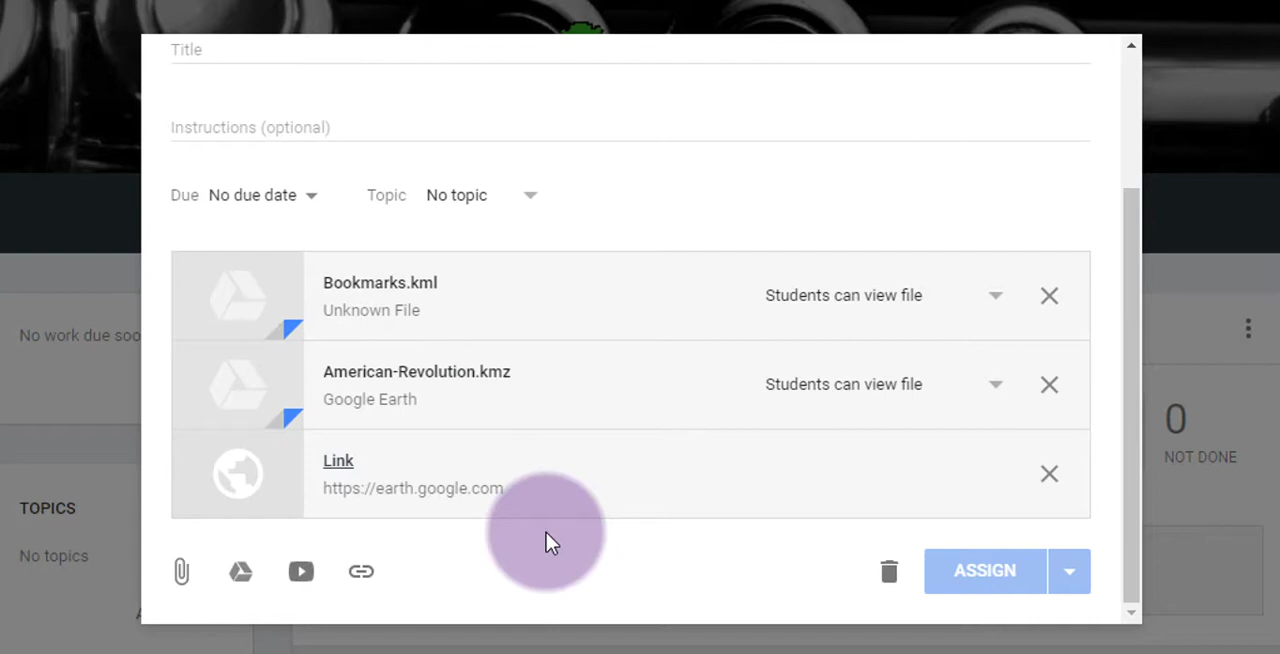 Title
Instructions (optional)
Due No due date Topic No topic
Bookmarks.kml
Unknown File
Students can view file
American-Revolution.kmz
Google Earth
Students can view file
Link
https://earth.google.com
ASSIGN
No work due soo
TOPICS
No topics
0
NOT DONE